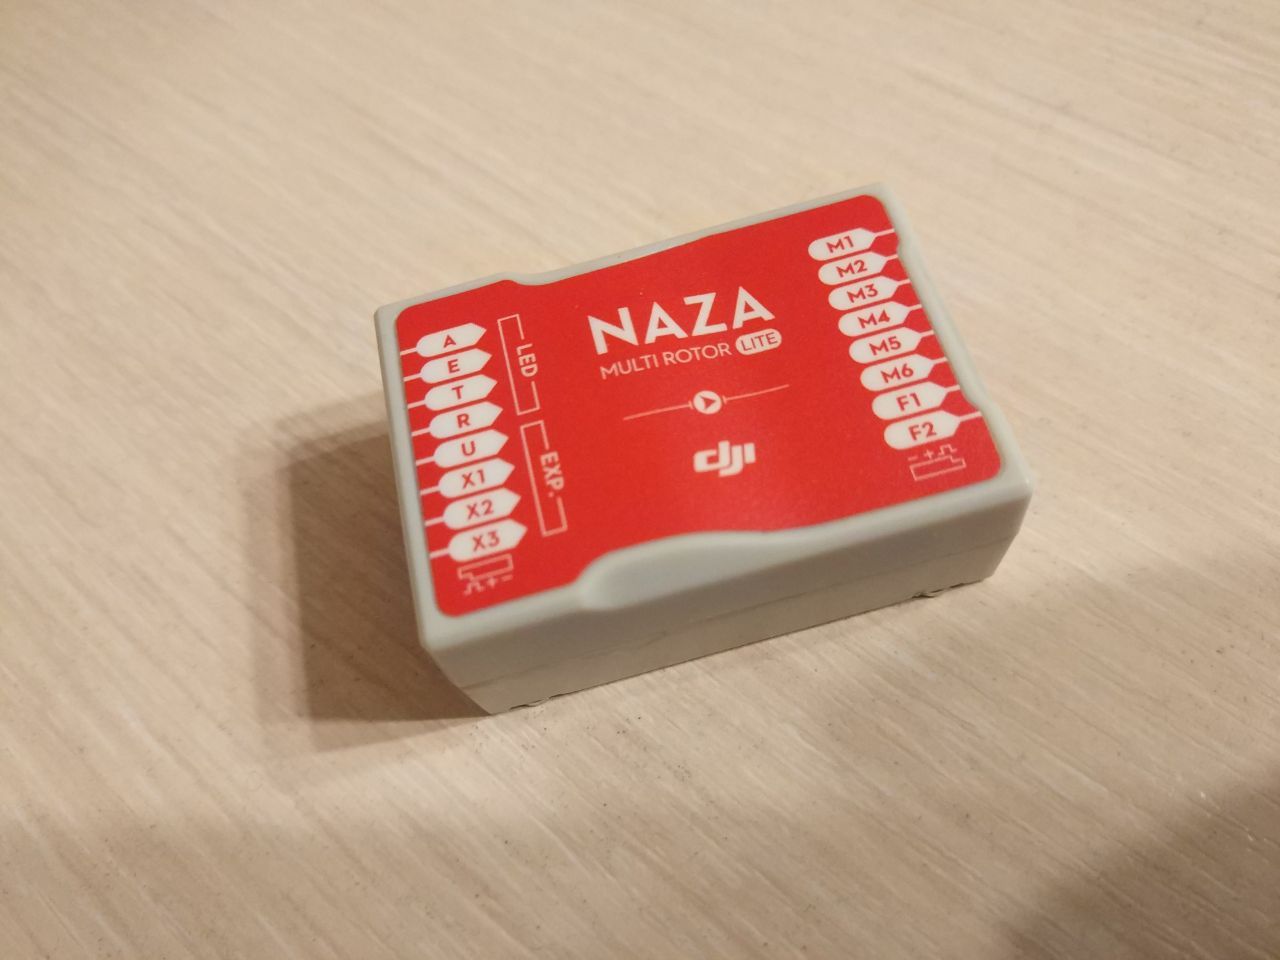 NAZA
MULTI ROTOR LITE
dji
A
E
T
R
U
X1
X2
X3
LED
EXP.
M1
M2
M3
M4
M5
M6
F1
F2
- +
+ -